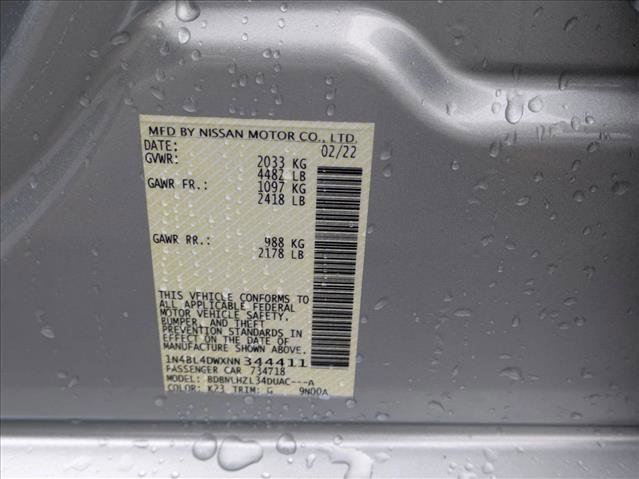 MFD BY NISSAN MOTOR CO., LTD.
DATE: 02/22
GVWR: 2033 KG
4482 LB
GAWR FR.: 1097 KG
2418 LB
GAWR RR.: 988 KG
2178 LB
THIS VEHICLE CONFORMS TO
ALL APPLICABLE FEDERAL
MOTOR VEHICLE SAFETY,
BUMPER, AND THEFT
PREVENTION STANDARDS IN
EFFECT ON THE DATE OF
MANUFACTURE SHOWN ABOVE.
1N4BL4DWXNN344411
PASSENGER CAR 734718
MODEL: BDBNLHZL34DUAC---A
COLOR: K23 TRIM: G 9N00A